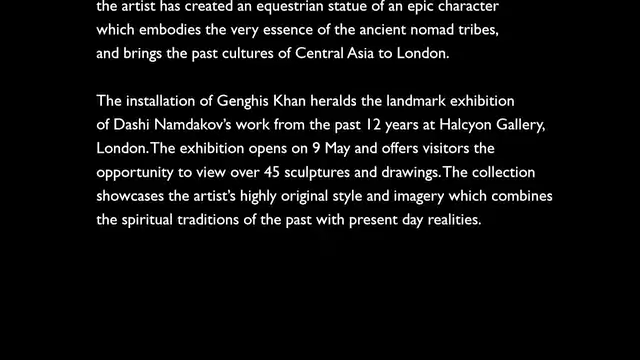 the artist has created an equestrian statue of an epic character
which embodies the very essence of the ancient nomad tribes,
and brings the past cultures of Central Asia to London.
The installation of Genghis Khan heralds the landmark exhibition
of Dashi Namdakov’s work from the past 12 years at Halcyon Gallery,
London. The exhibition opens on 9 May and offers visitors the
opportunity to view over 45 sculptures and drawings. The collection
showcases the artist’s highly original style and imagery which combines
the spiritual traditions of the past with present day realities.